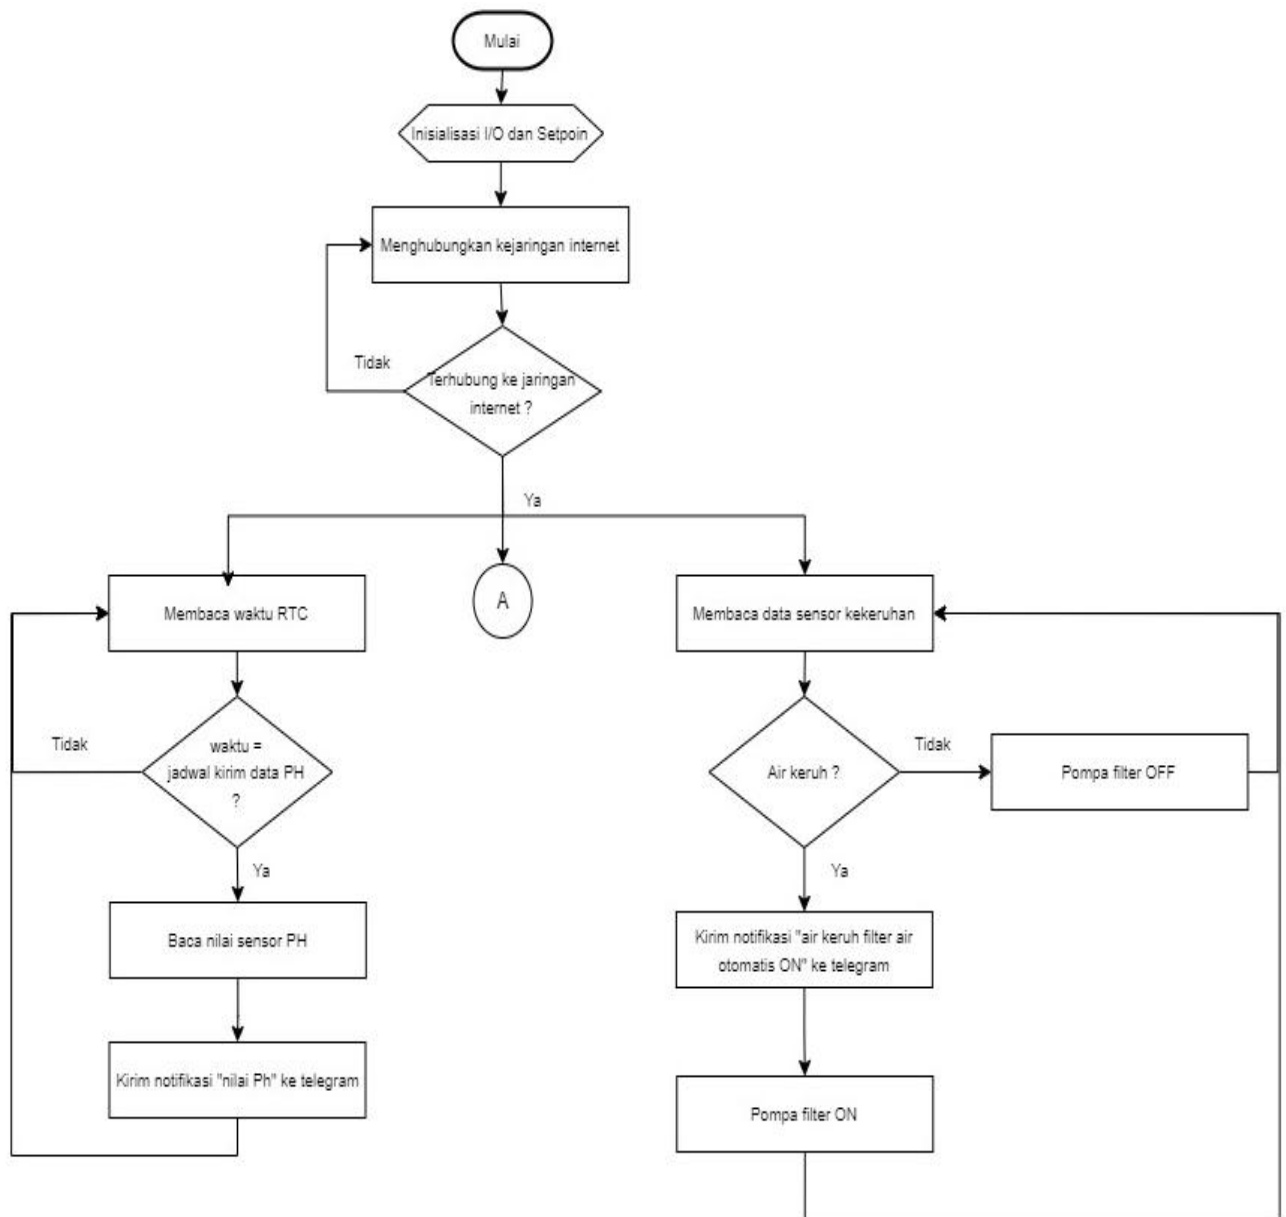 Mulai
Inisialisasi I/O dan Setpoin
Menghubungkan kejaringan internet
Tidak
Terhubung ke jaringan
internet ?
Ya
Membaca waktu RTC
A
Membaca data sensor kekeruhan
Tidak
waktu =
jadwal kirim data PH
?
Air keruh ?
Tidak
Pompa filter OFF
Ya
Ya
Baca nilai sensor PH
Kirim notifikasi "air keruh filter air
otomatis ON" ke telegram
Kirim notifikasi "nilai Ph" ke telegram
Pompa filter ON